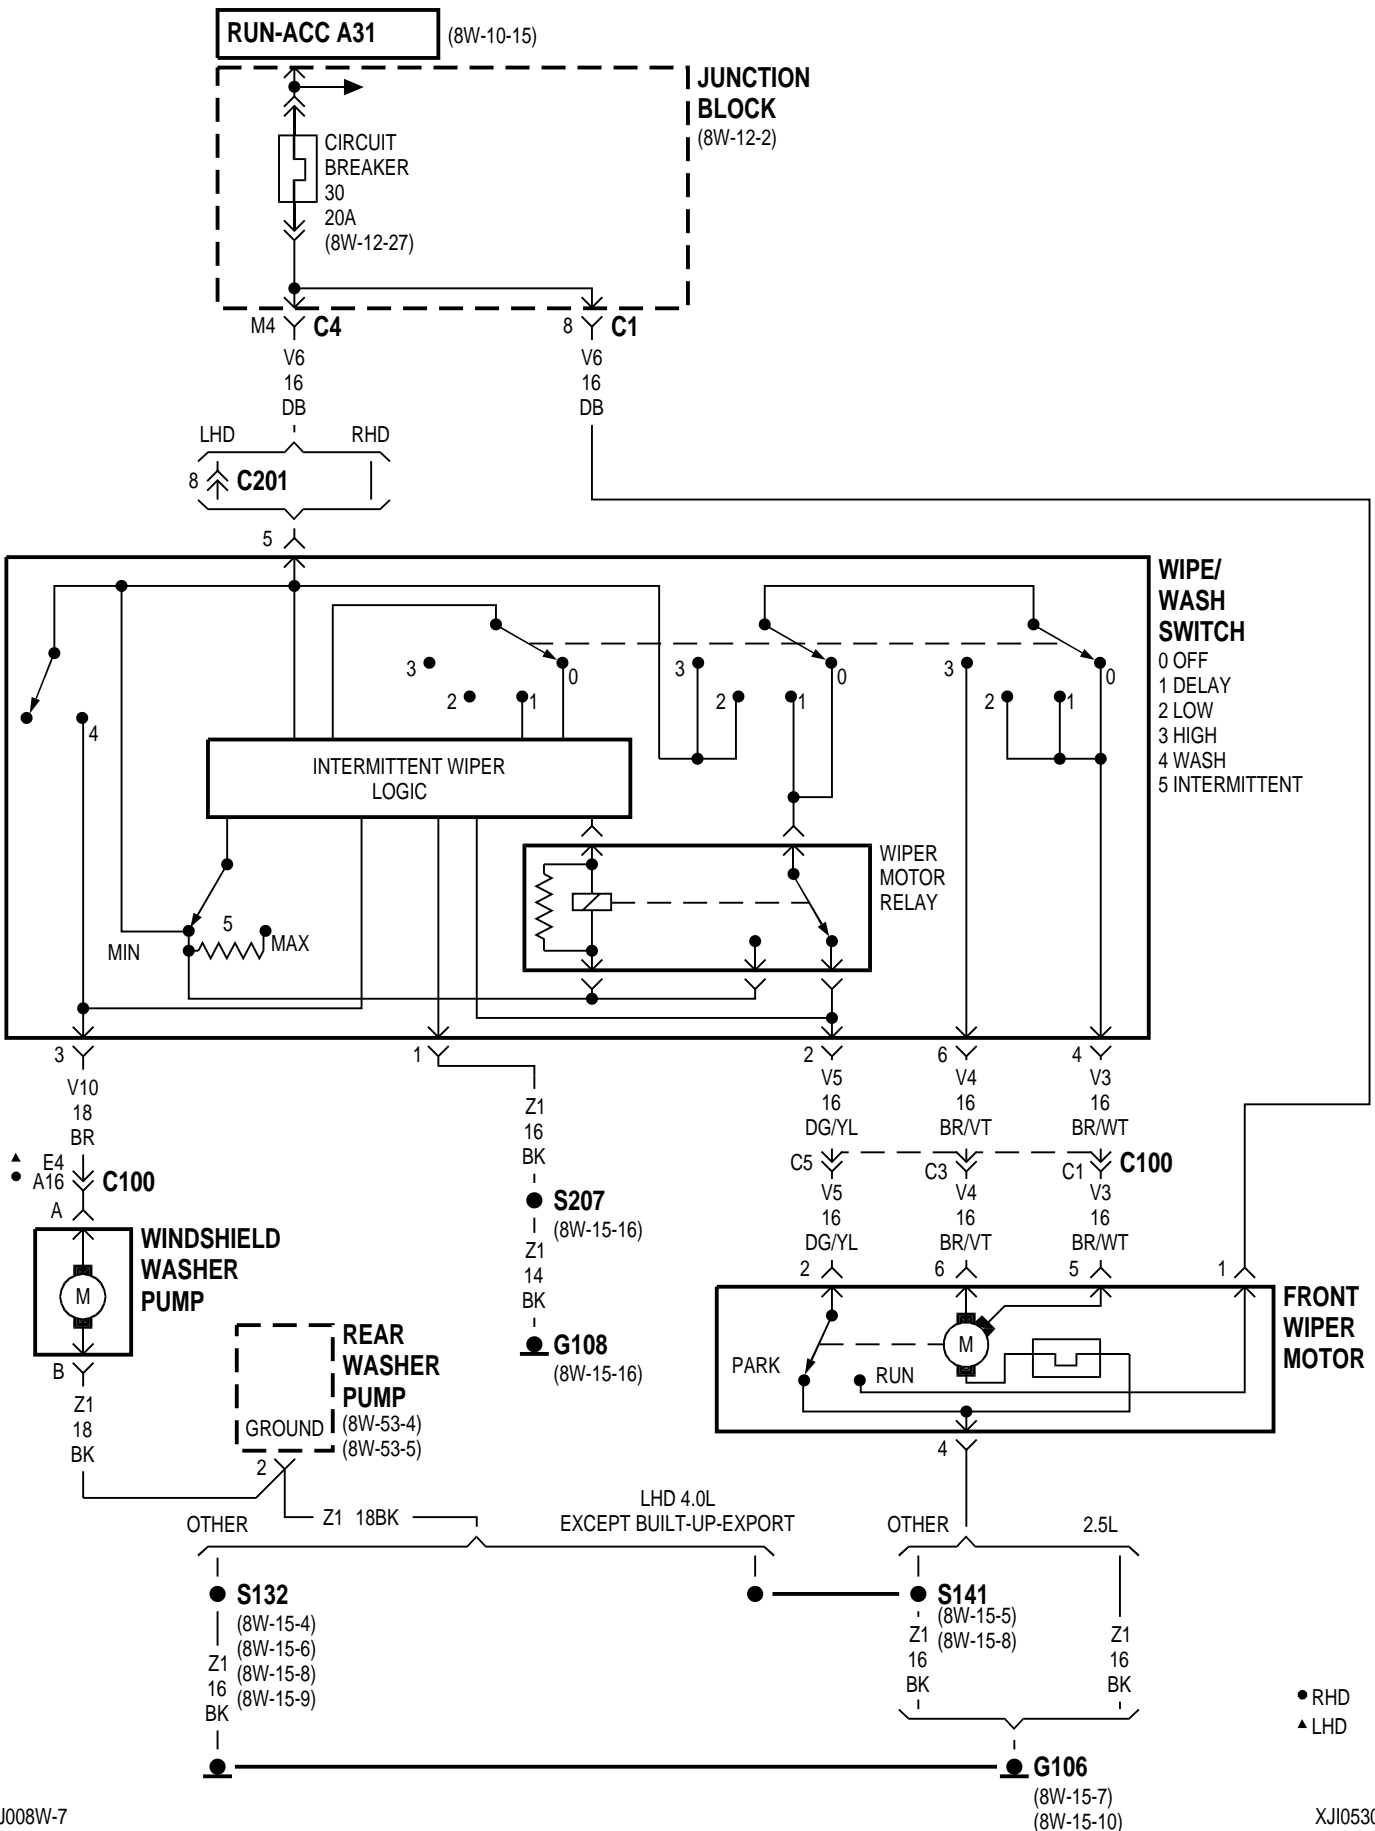 RUN-ACC A31
(8W-10-15)
JUNCTION
BLOCK
(8W-12-2)
CIRCUIT
BREAKER
30
20A
(8W-12-27)
M4
C4
8
C1
V6
16
DB
V6
16
DB
LHD
RHD
8
C201
5
WIPE/
WASH
SWITCH
0 OFF
1 DELAY
2 LOW
3 HIGH
4 WASH
5 INTERMITTENT
3
0
2
1
3
0
2
1
3
0
2
1
4
INTERMITTENT WIPER
LOGIC
WIPER
MOTOR
RELAY
5
MIN
MAX
3
1
2
6
4
V10
18
BR
Z1
16
BK
V5
16
DG/YL
V4
16
BR/VT
V3
16
BR/WT
E4
A16
C100
A
C5
C3
C1
C100
S207
(8W-15-16)
V5
16
DG/YL
V4
16
BR/VT
V3
16
BR/WT
Z1
14
BK
2
6
5
1
WINDSHIELD
WASHER
PUMP
M
B
G108
(8W-15-16)
FRONT
WIPER
MOTOR
M
PARK
RUN
4
REAR
WASHER
PUMP
(8W-53-4)
(8W-53-5)
GROUND
2
Z1
18
BK
Z1 18BK
OTHER
LHD 4.0L
EXCEPT BUILT-UP-EXPORT
OTHER
2.5L
S132
(8W-15-4)
(8W-15-6)
(8W-15-8)
(8W-15-9)
Z1
16
BK
S141
(8W-15-5)
(8W-15-8)
Z1
16
BK
Z1
16
BK
RHD
LHD
G106
(8W-15-7)
(8W-15-10)
J008W-7
XJI0530